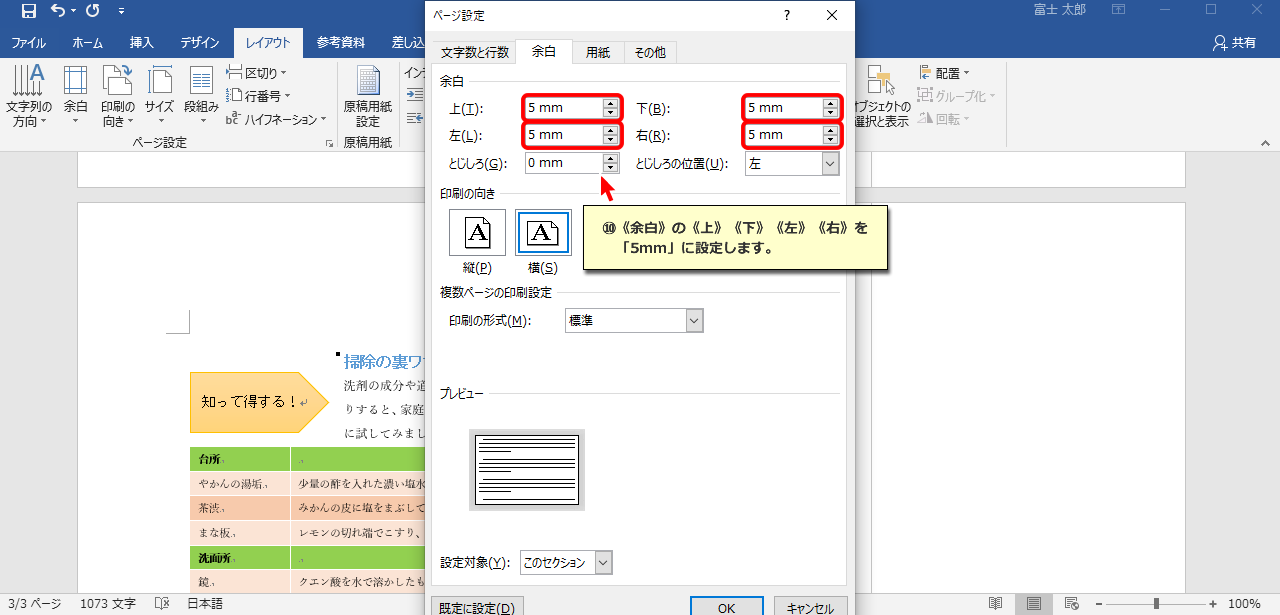 ページ設定
富士 太郎
ファイル ホーム 挿入 デザイン レイアウト 参考資料 差し込
共有
文字数と行数 余白 用紙 その他
文字列の方向
余白
印刷の向き
サイズ
段組み
区切り
行番号
ハイフネーション
ページ設定
原稿用紙設定
原稿用紙
イン
オブジェクトの選択と表示
配置
グループ化
回転
余白
上(T): 5 mm 下(B): 5 mm
左(L): 5 mm 右(R): 5 mm
とじしろ(G): 0 mm とじしろの位置(U): 左
印刷の向き
縦(P) 横(S)
⑩《余白》の《上》《下》《左》《右》を
「5mm」に設定します。
複数ページの印刷設定
印刷の形式(M): 標準
プレビュー
設定対象(Y): このセクション
既定に設定(D) OK キャンセル
知って得する！
掃除の裏ワ
洗剤の成分や道
りすると、家庭
に試してみまし
台所
やかんの湯垢 少量の酢を入れた濃い塩水
茶渋 みかんの皮に塩をまぶして
まな板 レモンの切れ端でこすり、
洗面所
鏡 クエン酸を水で溶かしたも
3/3 ページ 1073 文字 日本語 100%